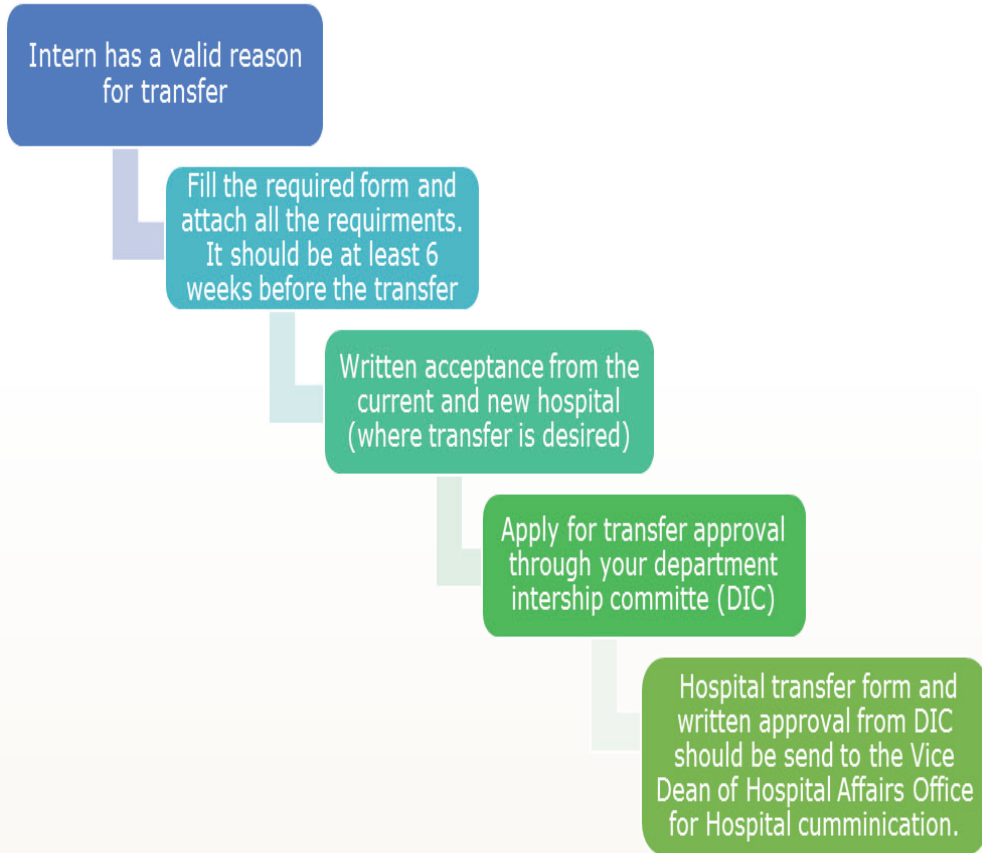 Intern has a valid reason
for transfer
Fill the required form and
attach all the requirments.
It should be at least 6
weeks before the transfer
Written acceptance from the
current and new hospital
(where transfer is desired)
Apply for transfer approval
through your department
intership committe (DIC)
Hospital transfer form and
written approval from DIC
should be send to the Vice
Dean of Hospital Affairs Office
for Hospital cumminication.